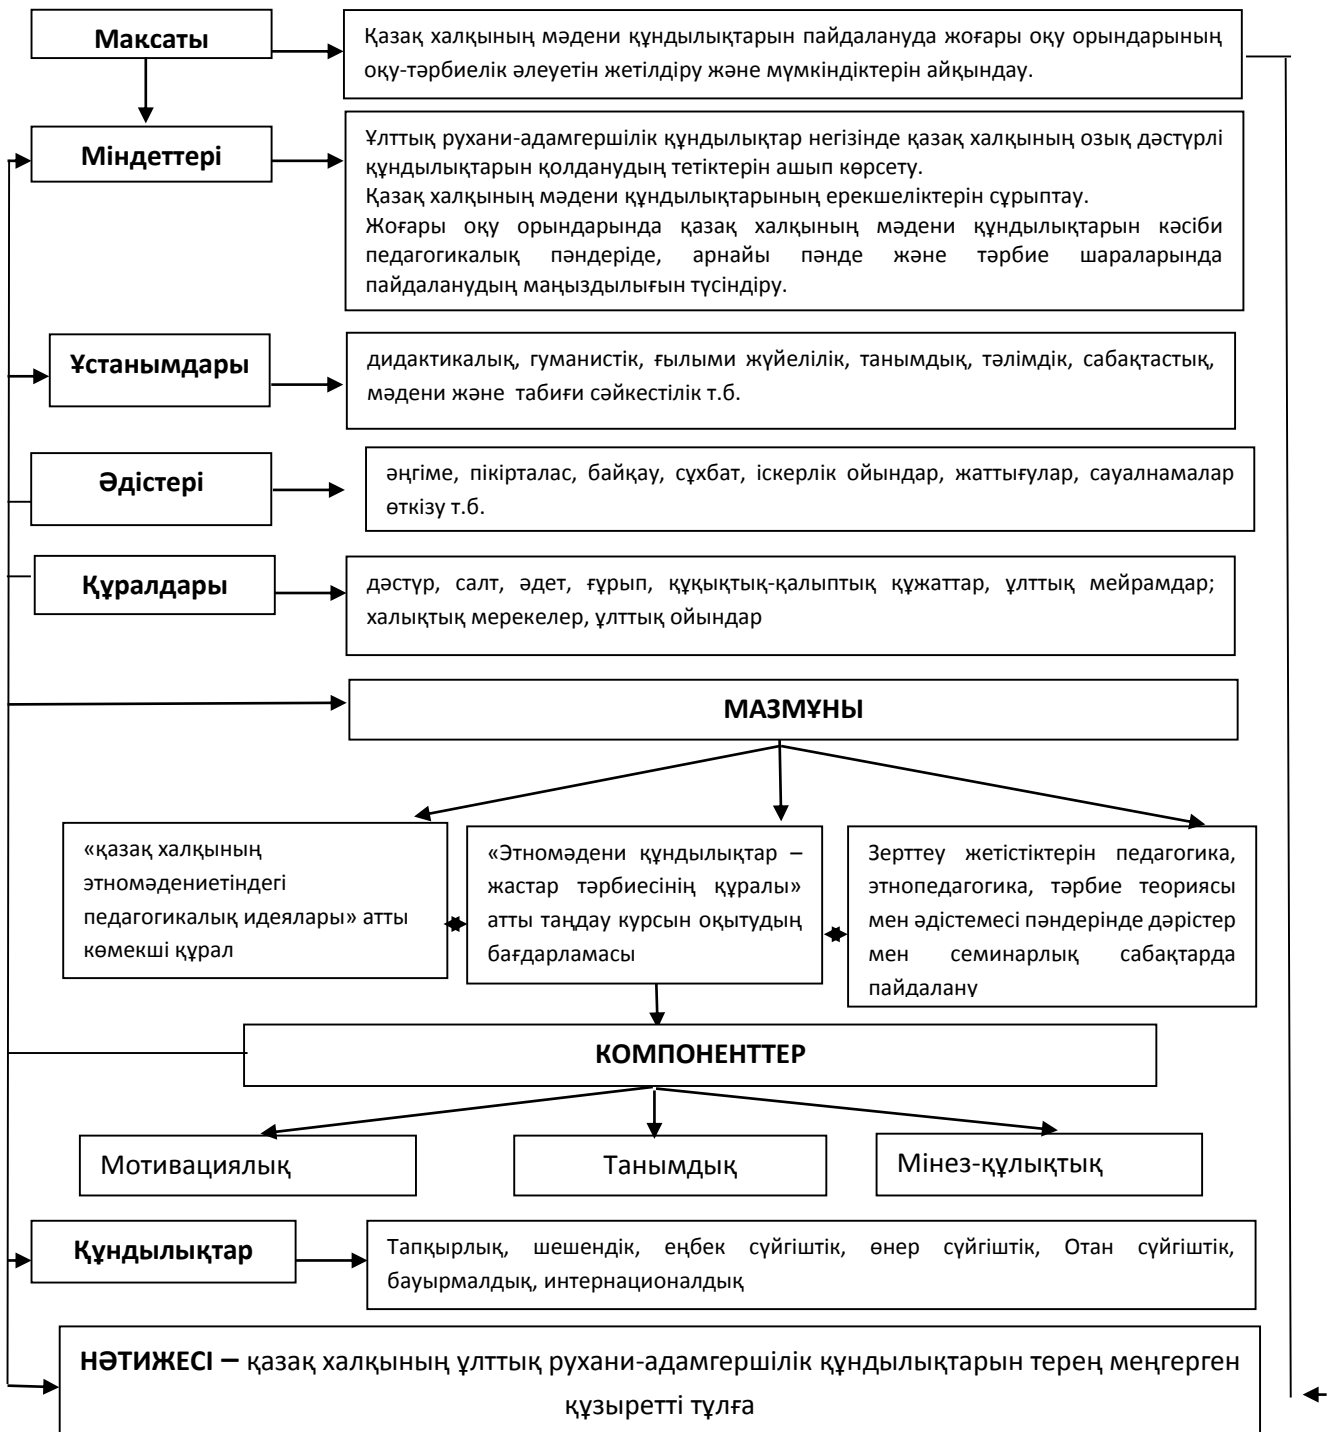 Максаты
Қазақ халқының мәдени құндылықтарын пайдалануда жоғары оқу орындарының
оқу-тәрбиелік әлеуетін жетілдіру және мүмкіндіктерін айқындау.
Міндеттері
Ұлттық рухани-адамгершілік құндылықтар негізінде қазақ халқының озық дәстүрлі
құндылықтарын қолданудың тетіктерін ашып көрсету.
Қазақ халқының мәдени құндылықтарының ерекшеліктерін сұрыптау.
Жоғары оқу орындарында қазақ халқының мәдени құндылықтарын кәсіби
педагогикалық пәндеріде, арнайы пәнде және тәрбие шараларында
пайдаланудың маңыздылығын түсіндіру.
Ұстанымдары
дидактикалық, гуманистік, ғылыми жүйелілік, танымдық, тәлімдік, сабақтастық,
мәдени және табиғи сәйкестілік т.б.
Әдістері
әңгіме, пікірталас, байқау, сұхбат, іскерлік ойындар, жаттығулар, сауалнамалар
өткізу т.б.
Құралдары
дәстүр, салт, әдет, ғұрып, құқықтық-қалыптық құжаттар, ұлттық мейрамдар;
халықтық мерекелер, ұлттық ойындар
МАЗМҰНЫ
«қазақ халқының
этномәдениетіндегі
педагогикалық идеялары» атты
көмекші құрал
«Этномәдени құндылықтар –
жастар тәрбиесінің құралы»
атты таңдау курсын оқытудың
бағдарламасы
Зерттеу жетістіктерін педагогика,
этнопедагогика, тәрбие теориясы
мен әдістемесі пәндерінде дәрістер
мен семинарлық сабақтарда
пайдалану
КОМПОНЕНТТЕР
Мотивациялық
Танымдық
Мінез-құлықтық
Құндылықтар
Тапқырлық, шешендік, еңбек сүйгіштік, өнер сүйгіштік, Отан сүйгіштік,
бауырмалдық, интернационалдық
НӘТИЖЕСІ – қазақ халқының ұлттық рухани-адамгершілік құндылықтарын терең меңгерген
құзыретті тұлға